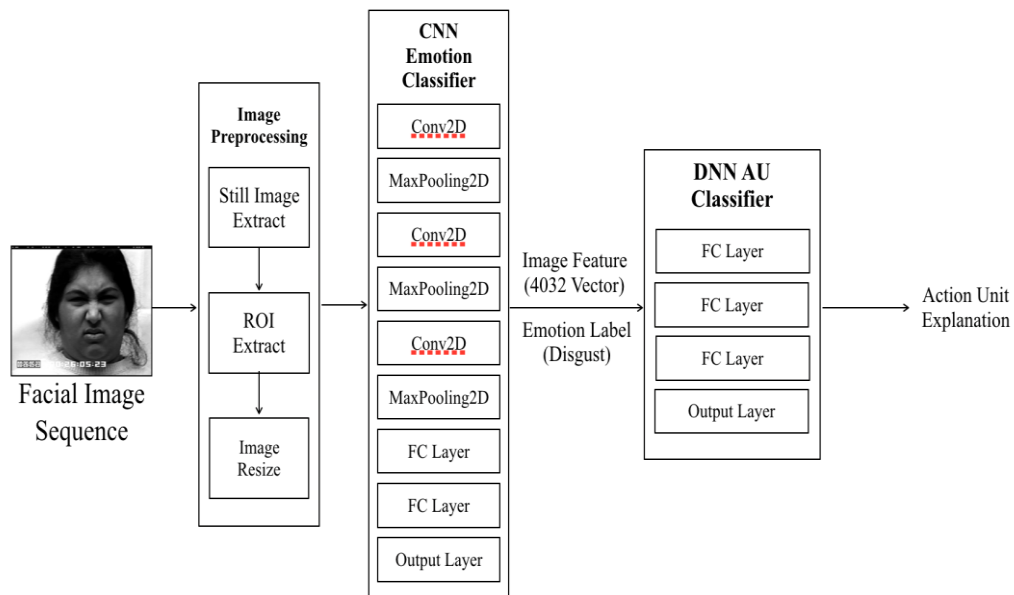 Facial Image
Sequence
Image
Preprocessing
Still Image
Extract
ROI
Extract
Image
Resize
CNN
Emotion
Classifier
Conv2D
MaxPooling2D
Conv2D
MaxPooling2D
Conv2D
MaxPooling2D
FC Layer
FC Layer
Output Layer
Image Feature
(4032 Vector)
Emotion Label
(Disgust)
DNN AU
Classifier
FC Layer
FC Layer
FC Layer
Output Layer
Action Unit
Explanation